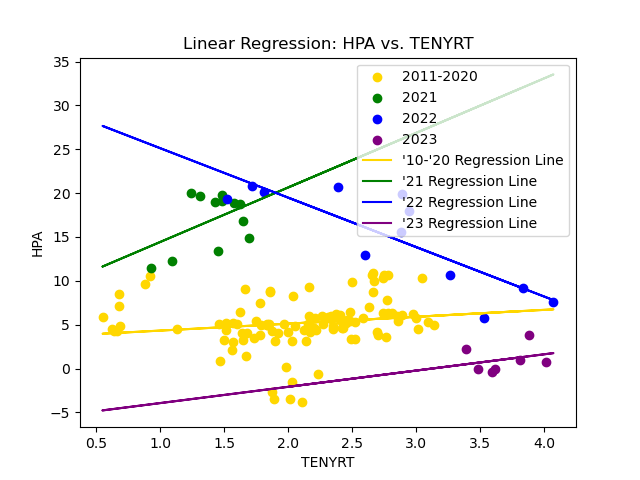 Linear Regression: HPA vs. TENYRT
35
30
25
20
15
10
5
0
−5
HPA
2011-2020
2021
2022
2023
'10-'20 Regression Line
'21 Regression Line
'22 Regression Line
'23 Regression Line
0.5 1.0 1.5 2.0 2.5 3.0 3.5 4.0
TENYRT